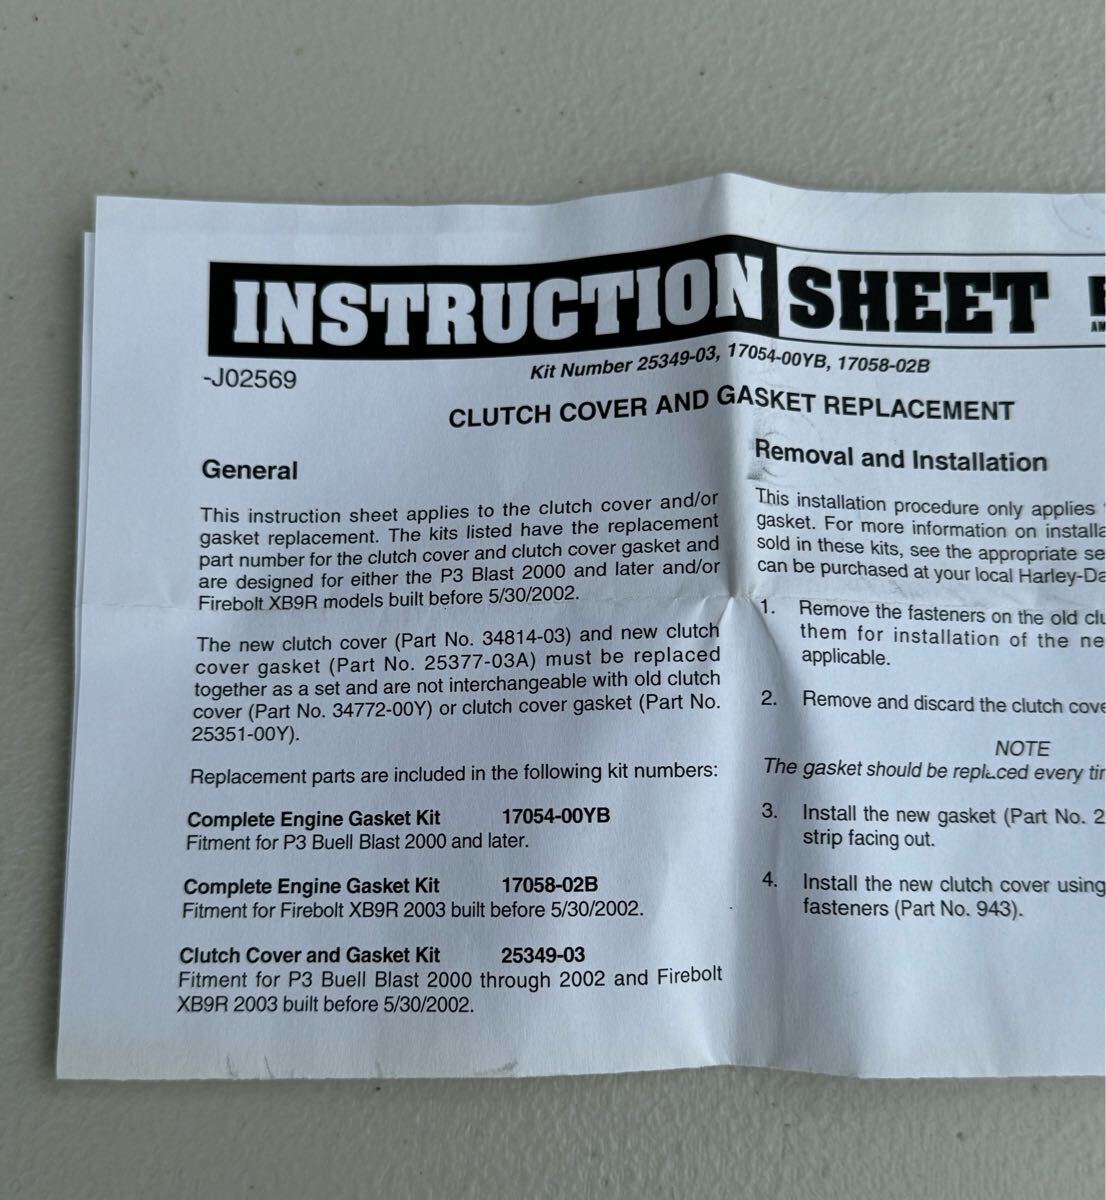 INSTRUCTION SHEET
-J02569
Kit Number 25349-03, 17054-00YB, 17058-02B
CLUTCH COVER AND GASKET REPLACEMENT
General
This instruction sheet applies to the clutch cover and/or
gasket replacement. The kits listed have the replacement
part number for the clutch cover and clutch cover gasket and
are designed for either the P3 Blast 2000 and later and/or
Firebolt XB9R models built before 5/30/2002.
The new clutch cover (Part No. 34814-03) and new clutch
cover gasket (Part No. 25377-03A) must be replaced
together as a set and are not interchangeable with old clutch
cover (Part No. 34772-00Y) or clutch cover gasket (Part No.
25351-00Y).
Replacement parts are included in the following kit numbers:
Complete Engine Gasket Kit 17054-00YB
Fitment for P3 Buell Blast 2000 and later.
Complete Engine Gasket Kit 17058-02B
Fitment for Firebolt XB9R 2003 built before 5/30/2002.
Clutch Cover and Gasket Kit 25349-03
Fitment for P3 Buell Blast 2000 through 2002 and Firebolt
XB9R 2003 built before 5/30/2002.
Removal and Installation
This installation procedure only applies
gasket. For more information on
sold in these kits, see the appropriate
can be purchased at your local
1. Remove the fasteners on the old
them for installation of the
applicable.
2. Remove and discard the clutch
NOTE
The gasket should be replaced every
3. Install the new gasket (Part No.
strip facing out.
4. Install the new clutch cover using
fasteners (Part No. 943).